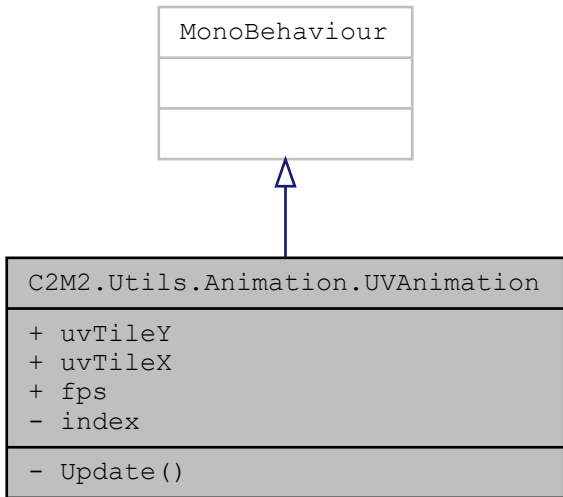 MonoBehaviour
C2M2.Utils.Animation.UVAnimation
+ uvTileY
+ uvTileX
+ fps
- index
- Update()